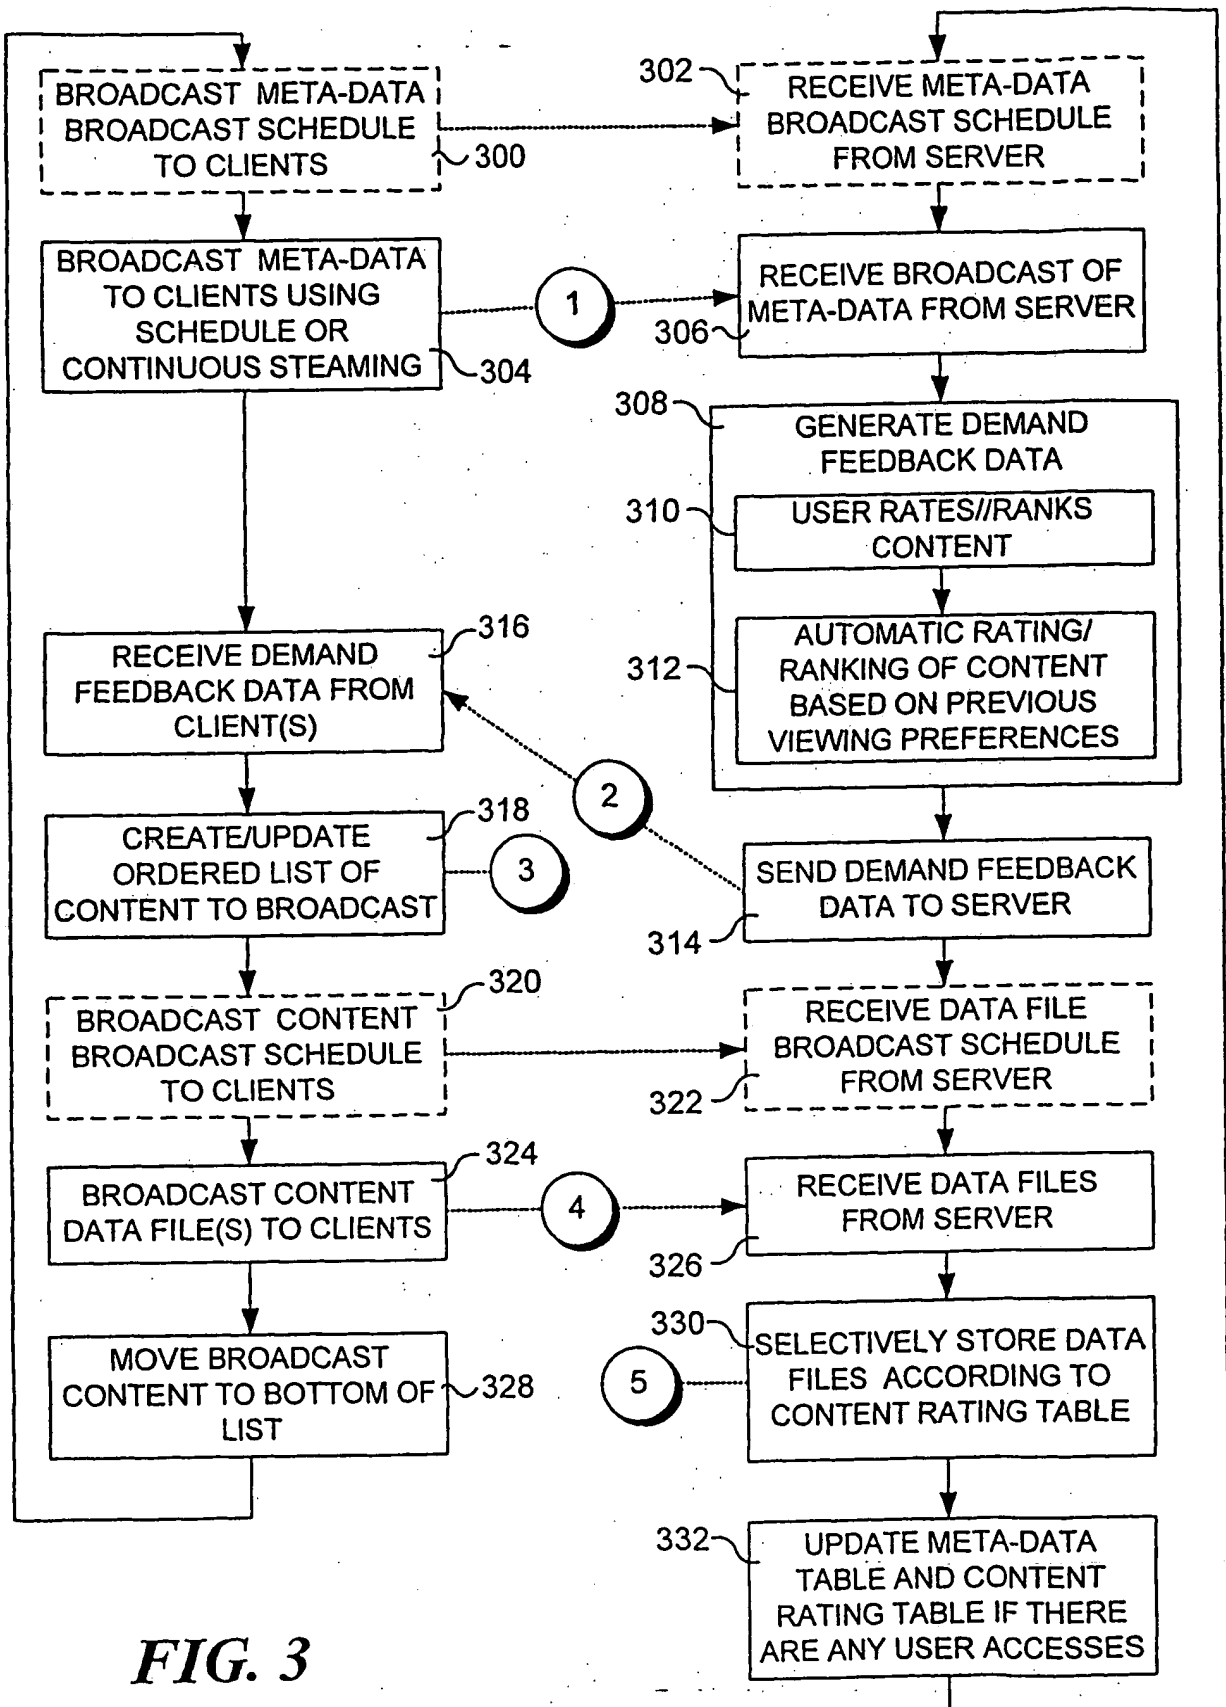 BROADCAST META-DATA
BROADCAST SCHEDULE
TO CLIENTS
300
302
RECEIVE META-DATA
BROADCAST SCHEDULE
FROM SERVER
BROADCAST META-DATA
TO CLIENTS USING
SCHEDULE OR
CONTINUOUS STEAMING
304
1
RECEIVE BROADCAST OF
META-DATA FROM SERVER
306
308
GENERATE DEMAND
FEEDBACK DATA
310
USER RATES//RANKS
CONTENT
312
AUTOMATIC RATING/
RANKING OF CONTENT
BASED ON PREVIOUS
VIEWING PREFERENCES
316
RECEIVE DEMAND
FEEDBACK DATA FROM
CLIENT(S)
2
318
CREATE/UPDATE
ORDERED LIST OF
CONTENT TO BROADCAST
3
SEND DEMAND FEEDBACK
DATA TO SERVER
314
320
BROADCAST CONTENT
BROADCAST SCHEDULE
TO CLIENTS
RECEIVE DATA FILE
BROADCAST SCHEDULE
FROM SERVER
322
324
BROADCAST CONTENT
DATA FILE(S) TO CLIENTS
4
RECEIVE DATA FILES
FROM SERVER
326
MOVE BROADCAST
CONTENT TO BOTTOM OF
LIST
328
330
SELECTIVELY STORE DATA
FILES ACCORDING TO
CONTENT RATING TABLE
5
332
UPDATE META-DATA
TABLE AND CONTENT
RATING TABLE IF THERE
ARE ANY USER ACCESSES
FIG. 3